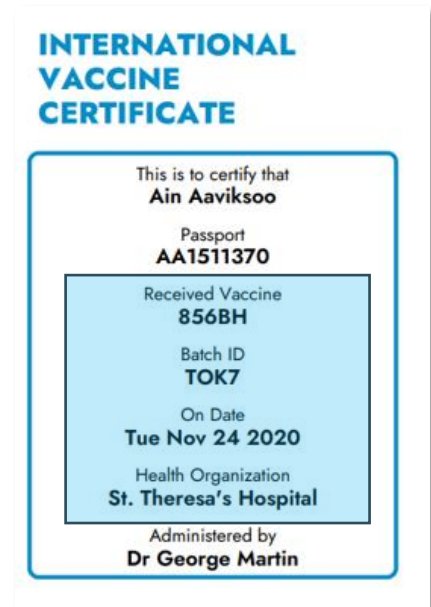 INTERNATIONAL
VACCINE
CERTIFICATE
This is to certify that
Ain Aaviksoo
Passport
AA1511370
Received Vaccine
856BH
Batch ID
TOK7
On Date
Tue Nov 24 2020
Health Organization
St. Theresa's Hospital
Administered by
Dr George Martin